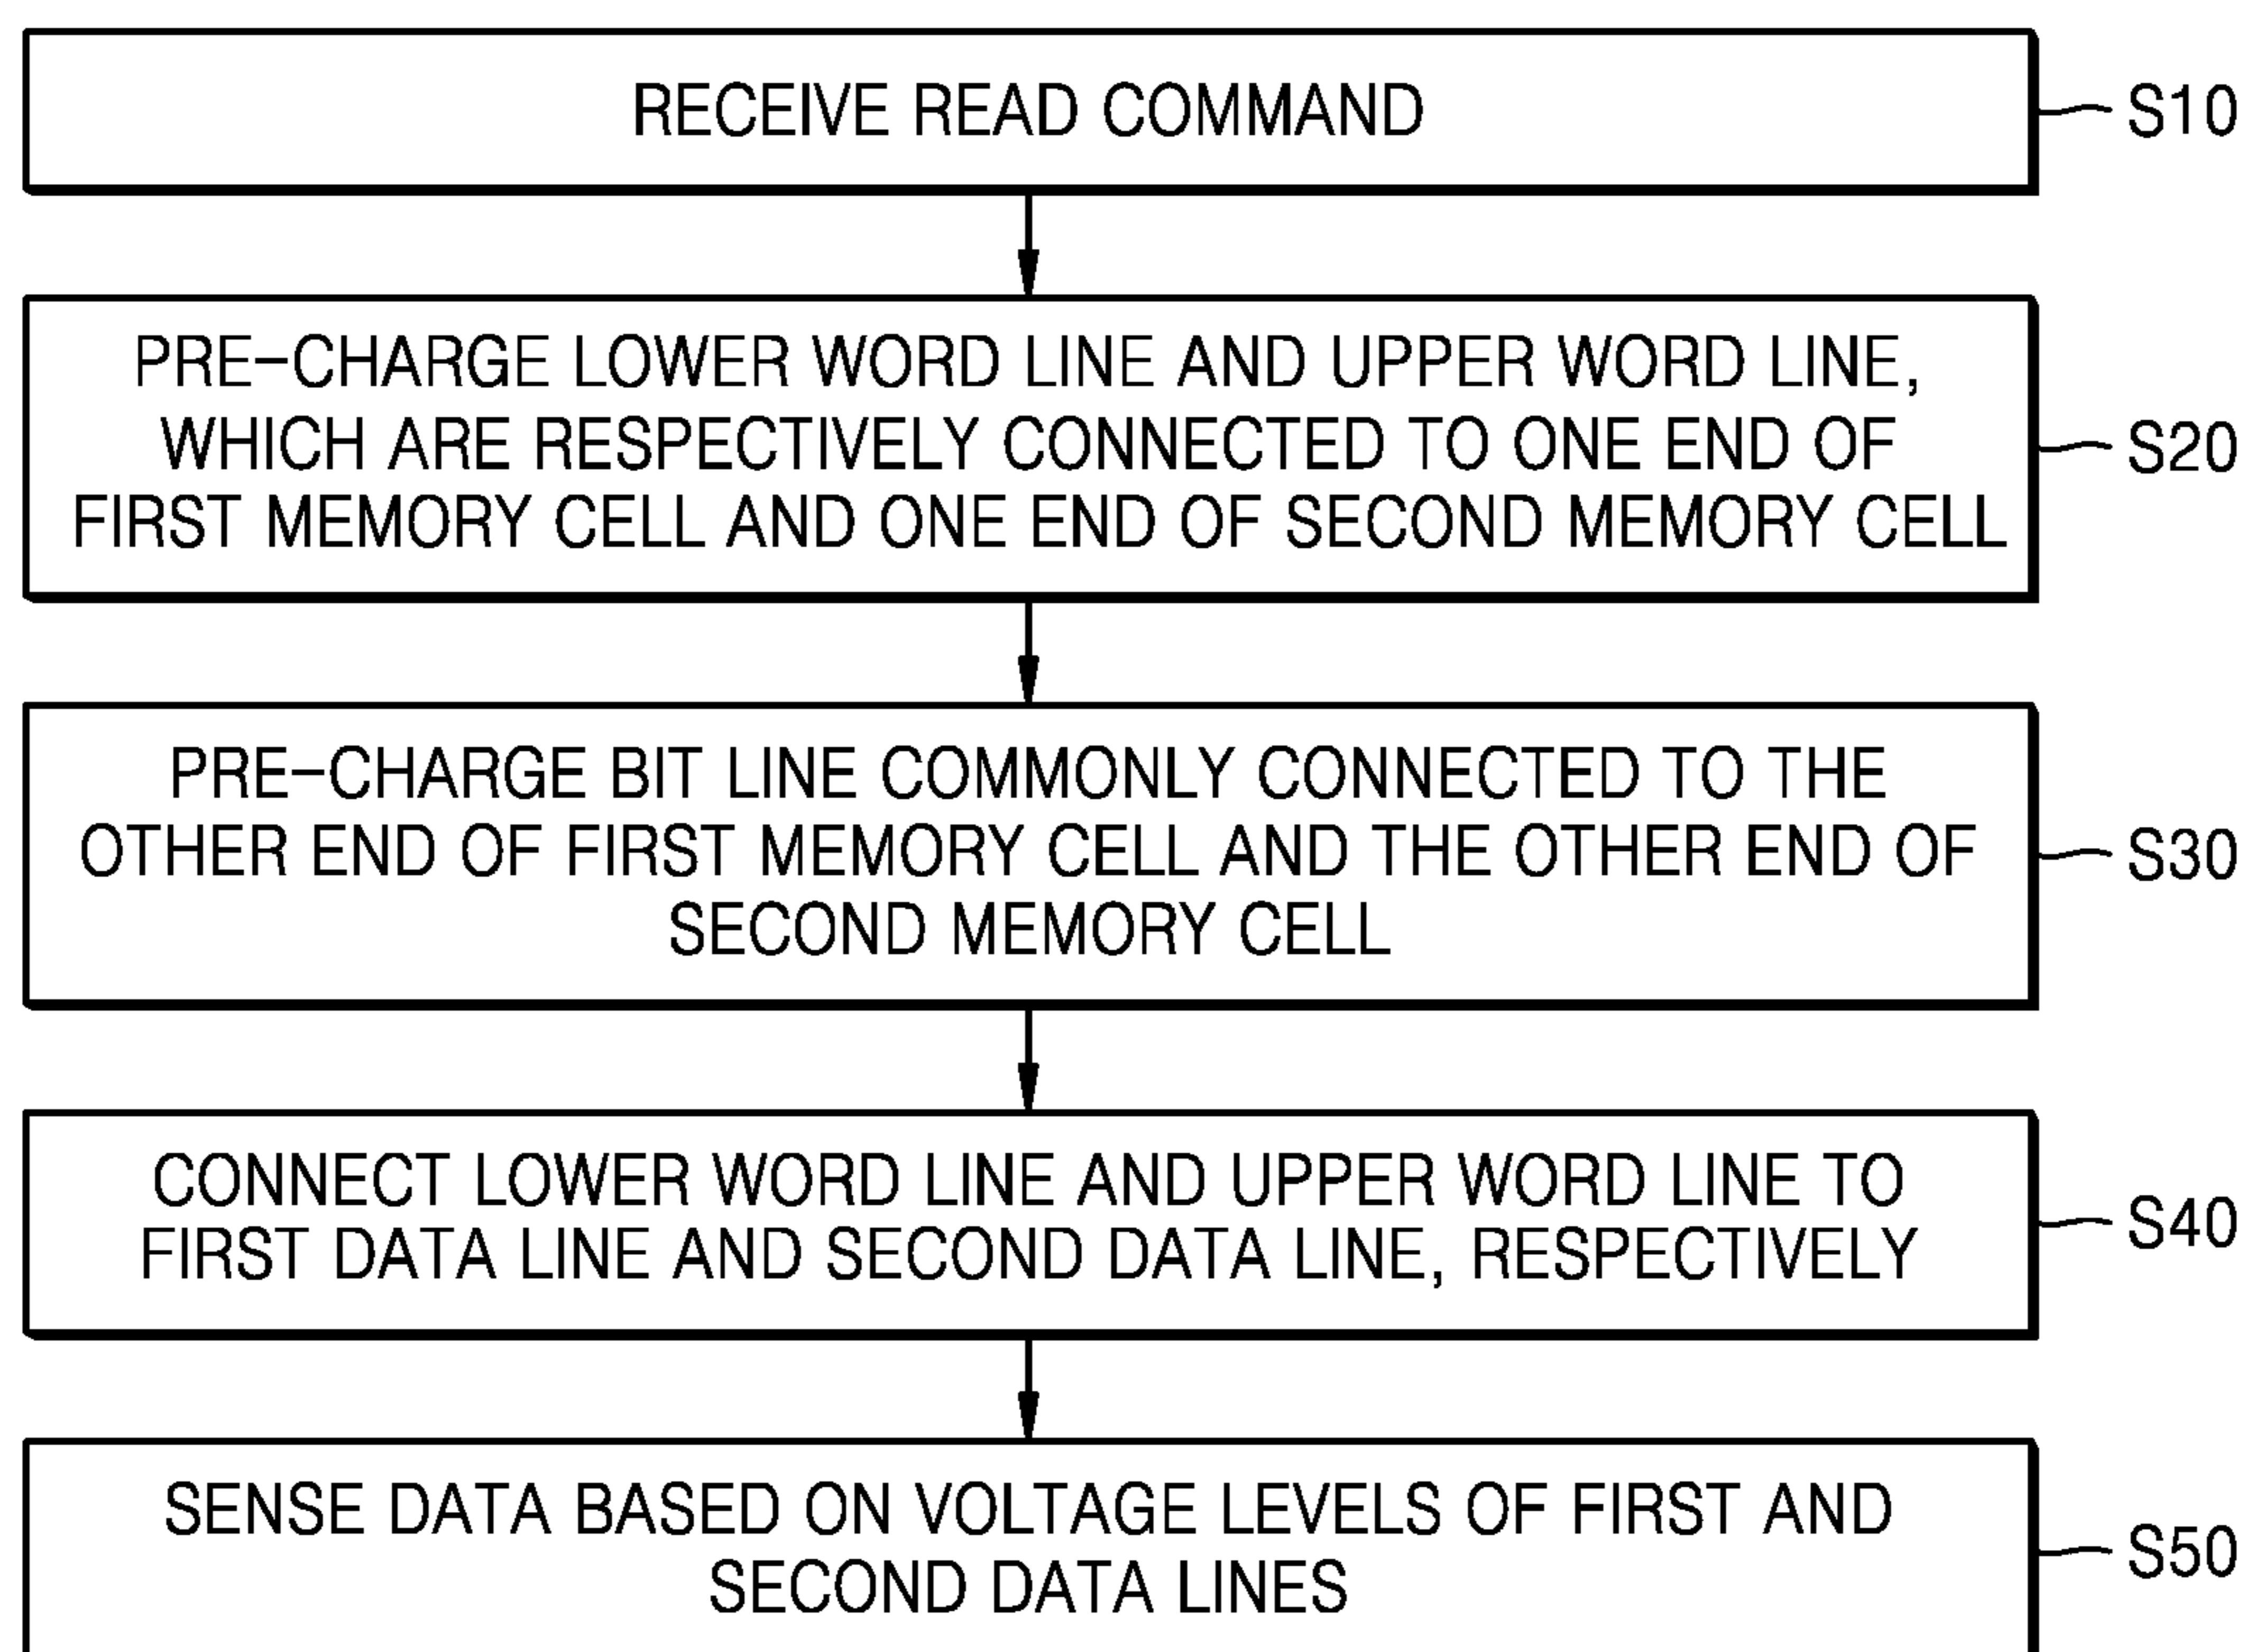 RECEIVE READ COMMAND
S10
PRE-CHARGE LOWER WORD LINE AND UPPER WORD LINE,
WHICH ARE RESPECTIVELY CONNECTED TO ONE END OF
FIRST MEMORY CELL AND ONE END OF SECOND MEMORY CELL
S20
PRE-CHARGE BIT LINE COMMONLY CONNECTED TO THE
OTHER END OF FIRST MEMORY CELL AND THE OTHER END OF
SECOND MEMORY CELL
S30
CONNECT LOWER WORD LINE AND UPPER WORD LINE TO
FIRST DATA LINE AND SECOND DATA LINE, RESPECTIVELY
S40
SENSE DATA BASED ON VOLTAGE LEVELS OF FIRST AND
SECOND DATA LINES
S50